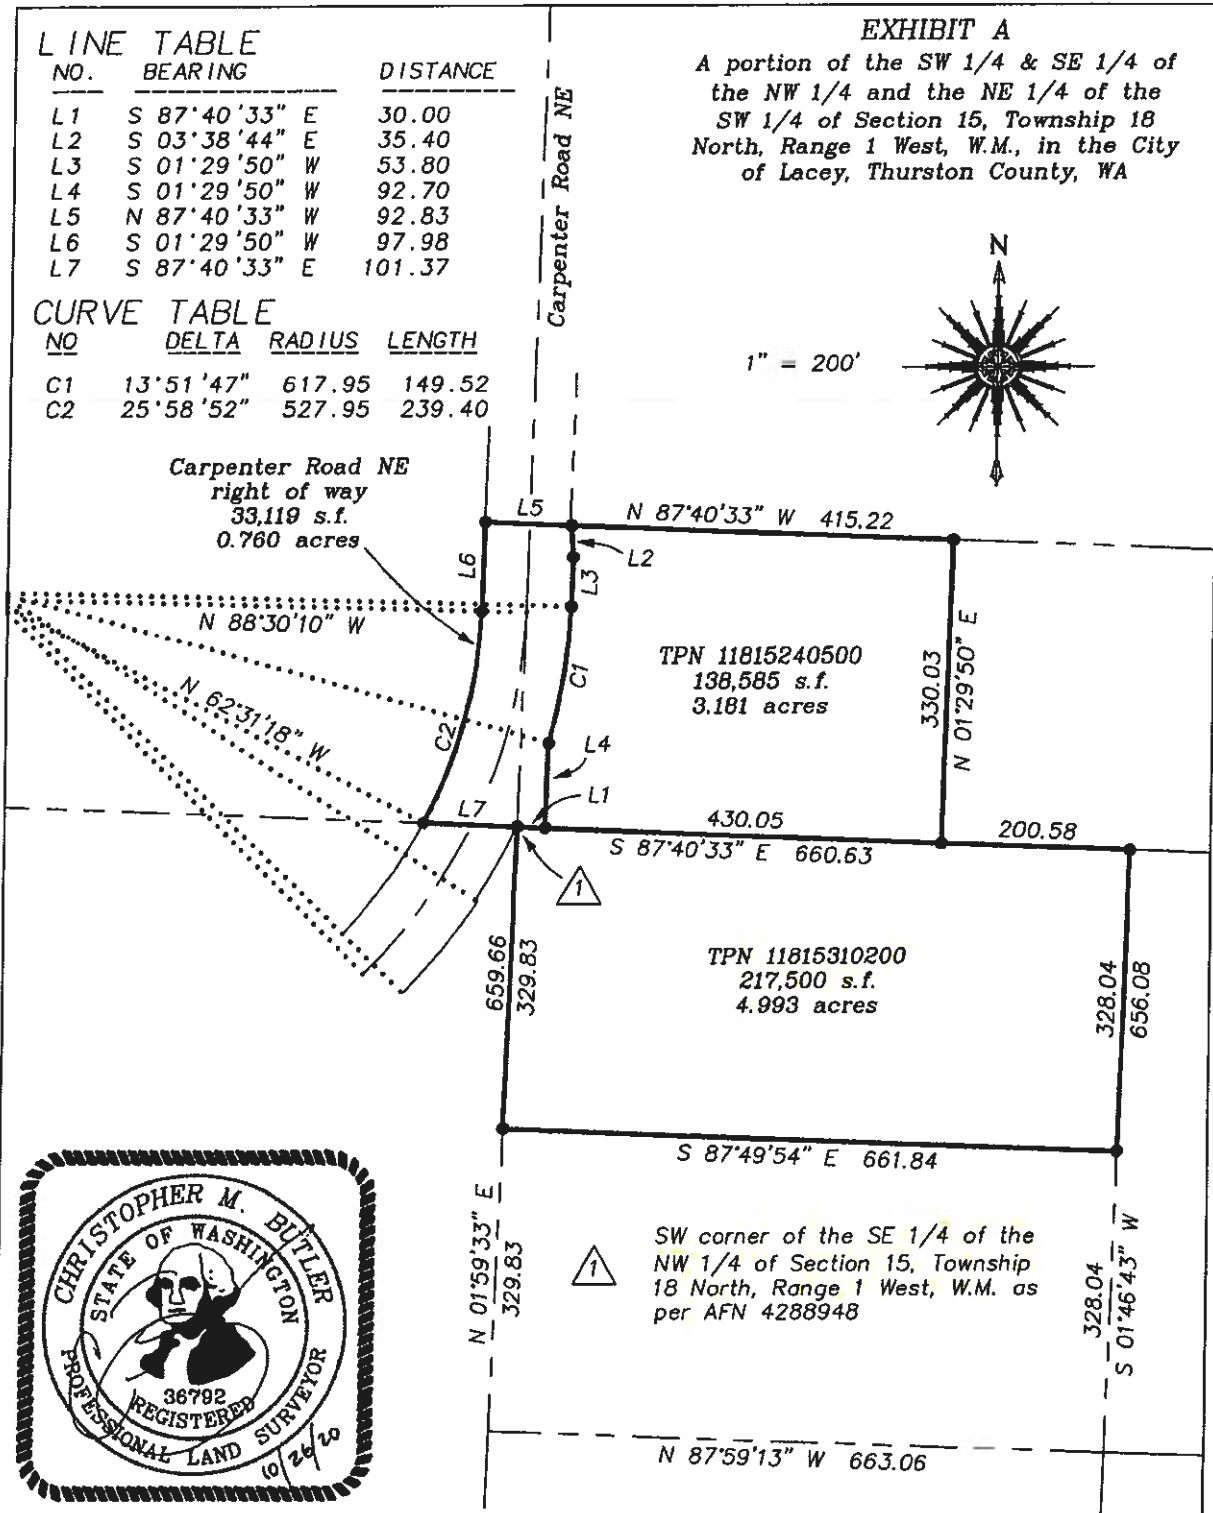 LINE TABLE
NO. BEARING DISTANCE
L1 S 87°40'33" E 30.00
L2 S 03°38'44" E 35.40
L3 S 01°29'50" W 53.80
L4 S 01°29'50" W 92.70
L5 N 87°40'33" W 92.83
L6 S 01°29'50" W 97.98
L7 S 87°40'33" E 101.37
CURVE TABLE
NO DELTA RADIUS LENGTH
C1 13°51'47" 617.95 149.52
C2 25°58'52" 527.95 239.40
EXHIBIT A
A portion of the SW 1/4 & SE 1/4 of
the NW 1/4 and the NE 1/4 of the
SW 1/4 of Section 15, Township 18
North, Range 1 West, W.M., in the City
of Lacey, Thurston County, WA
Carpenter Road NE
N
1" = 200'
Carpenter Road NE
right of way
33,119 s.f.
0.760 acres
L5
N 87°40'33" W 415.22
L2
L6
L3
N 88°30'10" W
C1
TPN 11815240500
138,585 s.f.
3.181 acres
330.03
N 01°29'50" E
N 62°31'18" W
C2
L4
L1
L7
430.05
200.58
S 87°40'33" E 660.63
1
659.66
329.83
TPN 11815310200
217,500 s.f.
4.993 acres
328.04
656.08
S 87°49'54" E 661.84
N 01°59'33" E
329.83
1
SW corner of the SE 1/4 of the
NW 1/4 of Section 15, Township
18 North, Range 1 West, W.M. as
per AFN 4288948
328.04
S 01°46'43" W
N 87°59'13" W 663.06
CHRISTOPHER M. BUTLER
STATE OF WASHINGTON
36792
REGISTERED
PROFESSIONAL LAND SURVEYOR
10/26/20